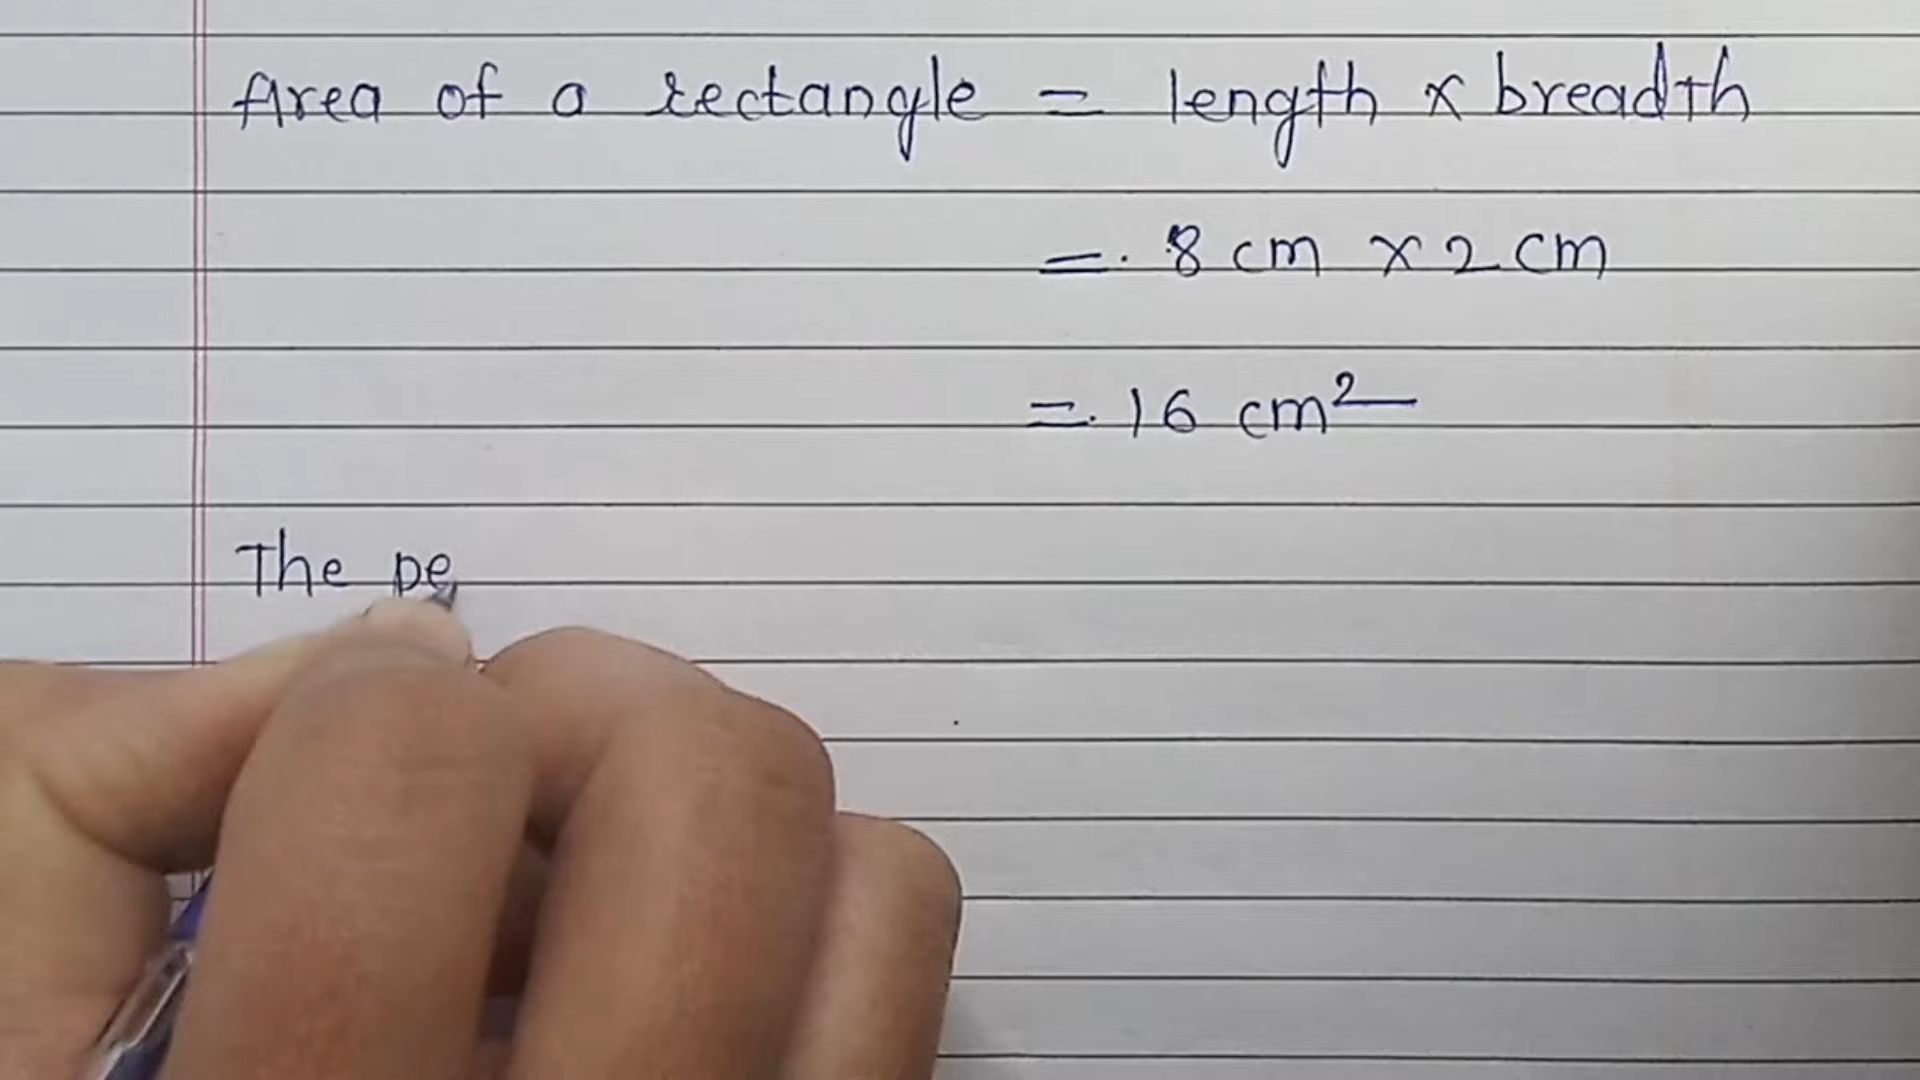 Area of a rectangle = length × breadth
= 8 cm × 2 cm
= 16 cm²
The pe